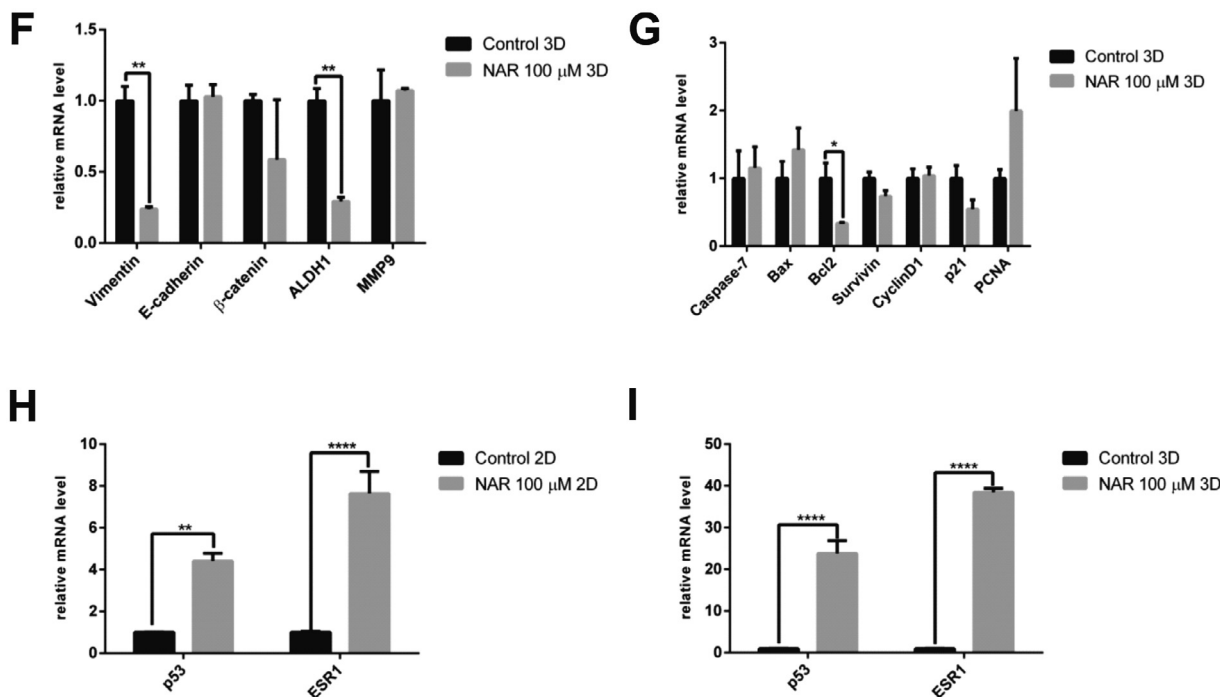 F
1.5
1.0
0.5
0.0
relative mRNA level
**
**
Control 3D
NAR 100 μM 3D
Vimentin
E-cadherin
β-catenin
ALDH1
MMP9
G
3
2
1
0
relative mRNA level
*
Control 3D
NAR 100 μM 3D
Caspase-7
Bax
Bcl2
Survivin
CyclinD1
p21
PCNA
H
10
8
6
4
2
0
relative mRNA level
**
****
Control 2D
NAR 100 μM 2D
p53
ESR1
I
50
40
30
20
10
0
relative mRNA level
****
****
Control 3D
NAR 100 μM 3D
p53
ESR1